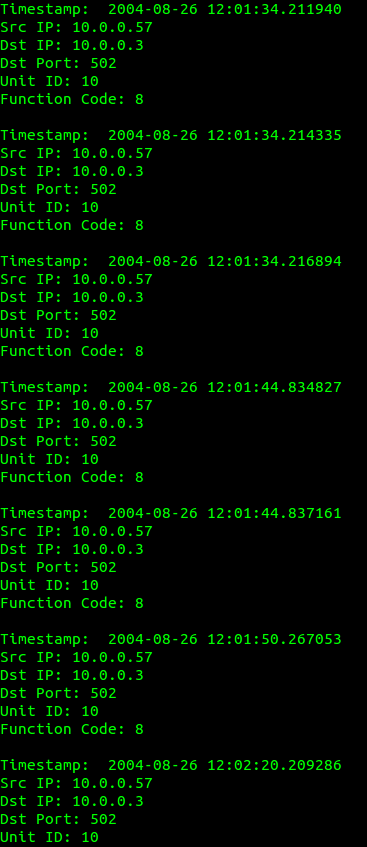 Timestamp:  2004-08-26 12:01:34.211940
Src IP: 10.0.0.57
Dst IP: 10.0.0.3
Dst Port: 502
Unit ID: 10
Function Code: 8
Timestamp:  2004-08-26 12:01:34.214335
Src IP: 10.0.0.57
Dst IP: 10.0.0.3
Dst Port: 502
Unit ID: 10
Function Code: 8
Timestamp:  2004-08-26 12:01:34.216894
Src IP: 10.0.0.57
Dst IP: 10.0.0.3
Dst Port: 502
Unit ID: 10
Function Code: 8
Timestamp:  2004-08-26 12:01:44.834827
Src IP: 10.0.0.57
Dst IP: 10.0.0.3
Dst Port: 502
Unit ID: 10
Function Code: 8
Timestamp:  2004-08-26 12:01:44.837161
Src IP: 10.0.0.57
Dst IP: 10.0.0.3
Dst Port: 502
Unit ID: 10
Function Code: 8
Timestamp:  2004-08-26 12:01:50.267053
Src IP: 10.0.0.57
Dst IP: 10.0.0.3
Dst Port: 502
Unit ID: 10
Function Code: 8
Timestamp:  2004-08-26 12:02:20.209286
Src IP: 10.0.0.57
Dst IP: 10.0.0.3
Dst Port: 502
Unit ID: 10